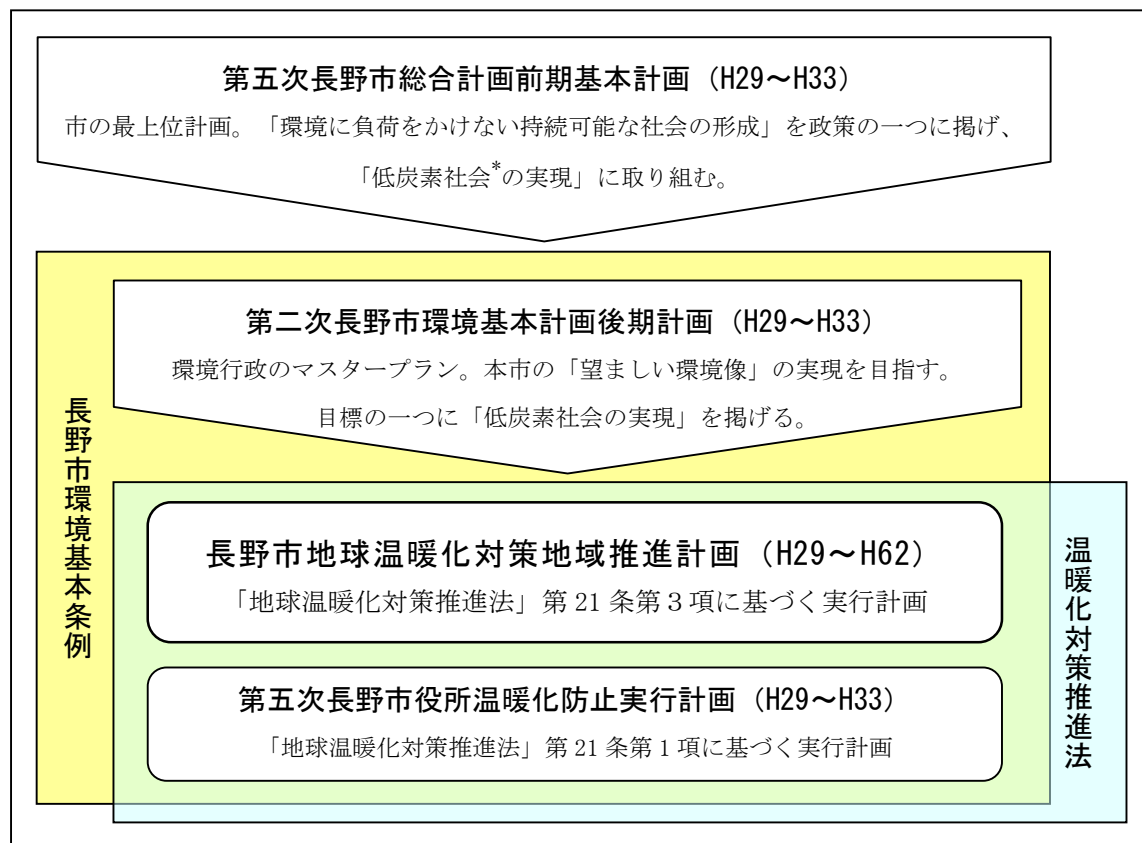 第五次長野市総合計画前期基本計画（H29～H33）
市の最上位計画。「環境に負荷をかけない持続可能な社会の形成」を政策の一つに掲げ、
「低炭素社会*の実現」に取り組む。
第二次長野市環境基本計画後期計画（H29～H33）
環境行政のマスタープラン。本市の「望ましい環境像」の実現を目指す。
目標の一つに「低炭素社会の実現」を掲げる。
長野市環境基本条例
長野市地球温暖化対策地域推進計画（H29～H62）
「地球温暖化対策推進法」第 21 条第３項に基づく実行計画
第五次長野市役所温暖化防止実行計画（H29～H33）
「地球温暖化対策推進法」第 21 条第１項に基づく実行計画
温暖化対策推進法